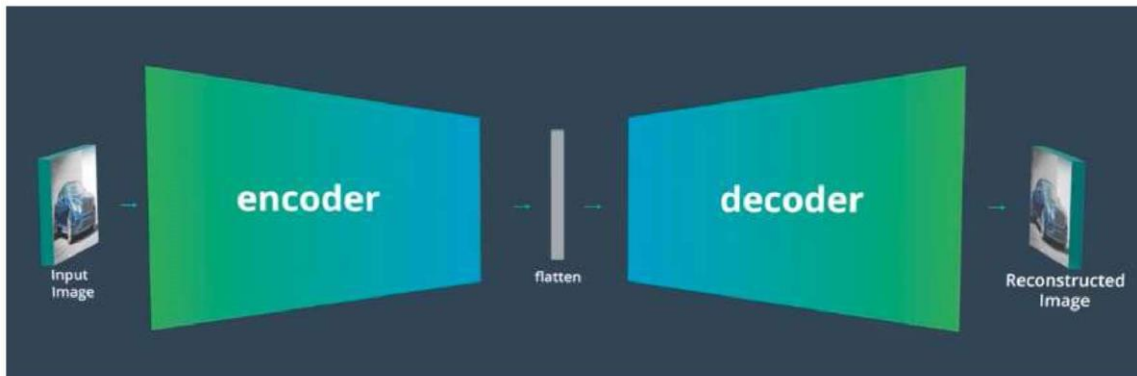 encoder
decoder
Input
Image
flatten
Reconstructed
Image